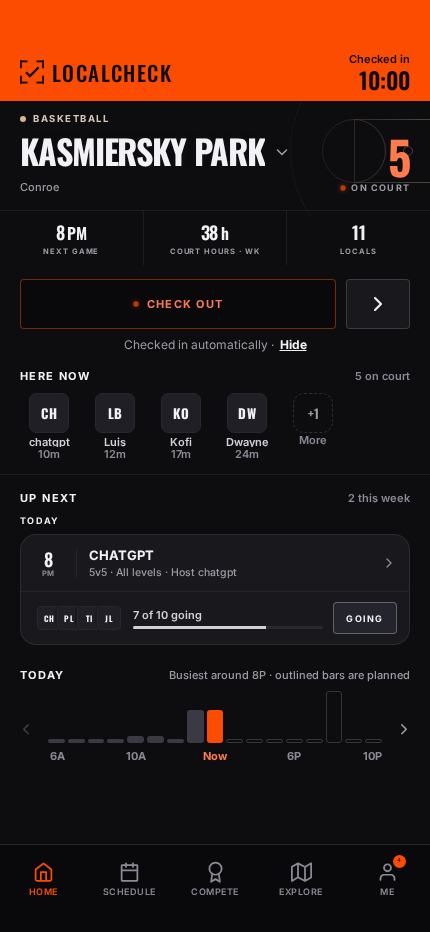 LOCALCHECK
Checked in
10:00
BASKETBALL
KASMIERSKY PARK
5
Conroe
ON COURT
8 PM
38 h
11
NEXT GAME
COURT HOURS · WK
LOCALS
CHECK OUT
Checked in automatically · Hide
HERE NOW
5 on court
CH LB KO DW +1
chatgpt Luis Kofi Dwayne More
10m 12m 17m 24m
UP NEXT
2 this week
TODAY
8
PM
CHATGPT
5v5 · All levels · Host chatgpt
CH PL TI JL
7 of 10 going
GOING
TODAY
Busiest around 8P · outlined bars are planned
6A 10A Now 6P 10P
HOME SCHEDULE COMPETE EXPLORE ME